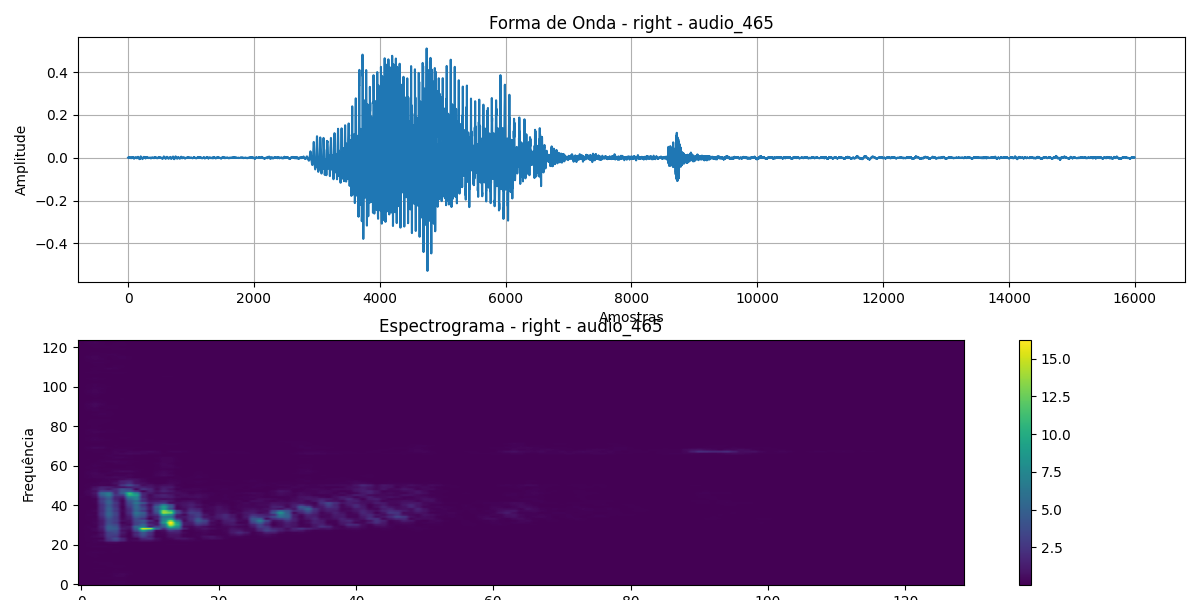 Forma de Onda - right - audio_465
Amplitude
0.4
0.2
0.0
−0.2
−0.4
0 2000 4000 6000 8000 10000 12000 14000 16000
Amostras
Espectrograma - right - audio_465
Frequência
120
100
80
60
40
20
0
0 20 40 60 80 100 120
15.0
12.5
10.0
7.5
5.0
2.5